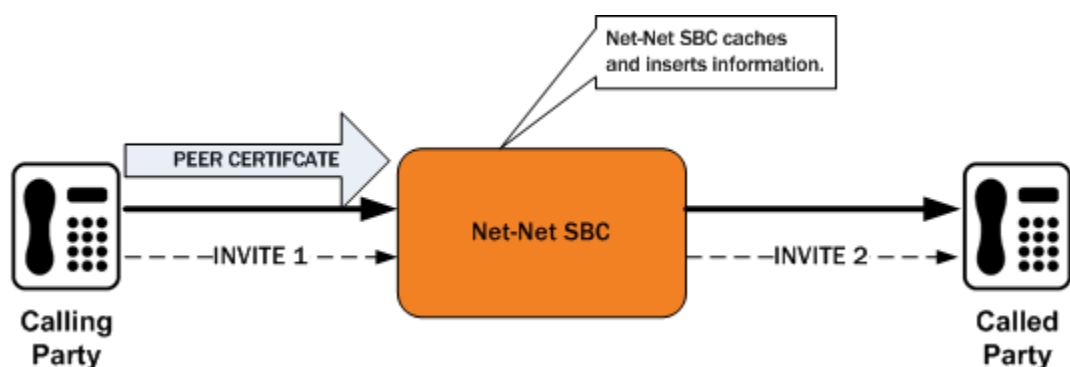 Net-Net SBC caches
and inserts information.
PEER CERTIFCATE
Net-Net SBC
INVITE 1
INVITE 2
Calling
Party
Called
Party